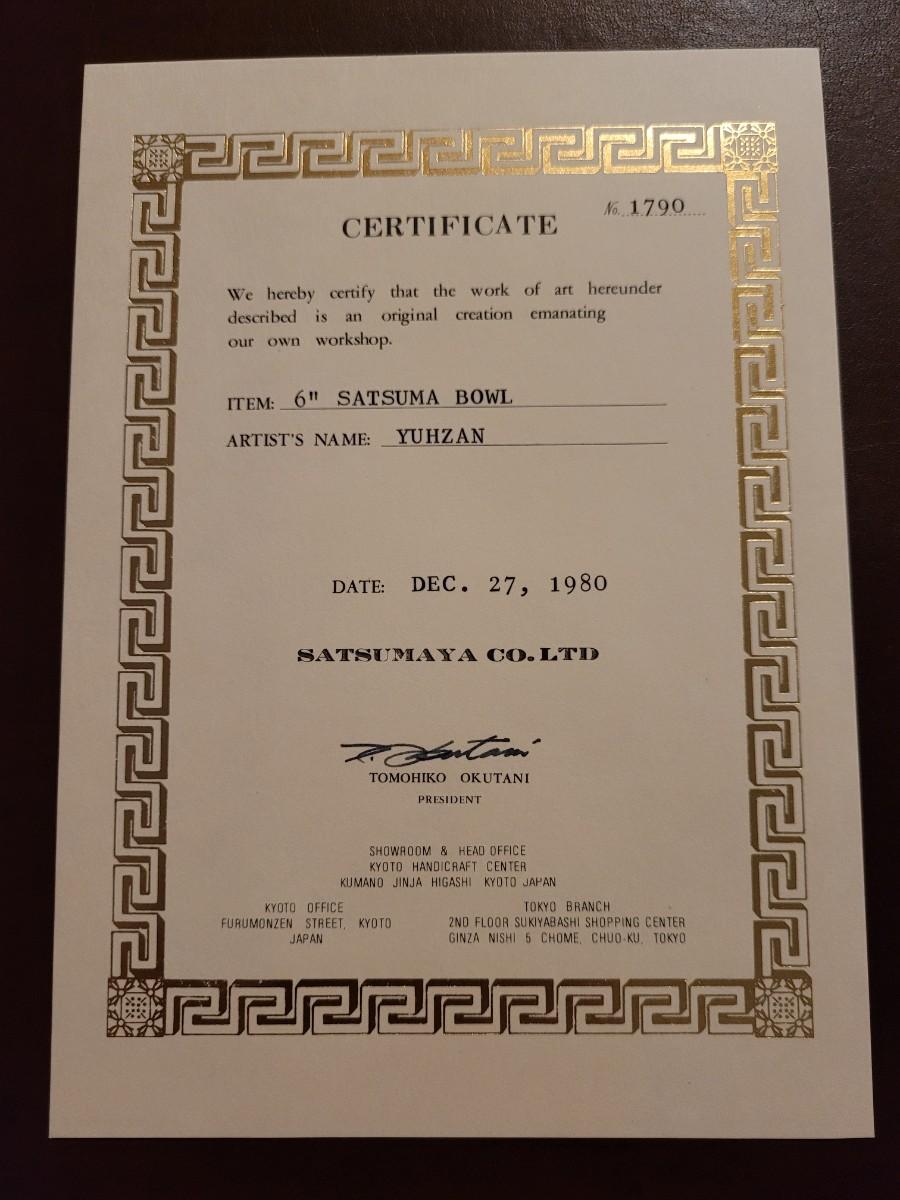 No. 1790
CERTIFICATE
We hereby certify that the work of art hereunder
described is an original creation emanating
our own workshop.
ITEM: 6" SATSUMA BOWL
ARTIST'S NAME: YUHZAN
DATE: DEC. 27, 1980
SATSUMAYA CO. LTD
T. Okutani
TOMOHIKO OKUTANI
PRESIDENT
SHOWROOM & HEAD OFFICE
KYOTO HANDICRAFT CENTER
KUMANO JINJA HIGASHI KYOTO JAPAN
KYOTO OFFICE
FURUMONZEN STREET, KYOTO
JAPAN
TOKYO BRANCH
2ND FLOOR SUKIYABASHI SHOPPING CENTER
GINZA NISHI 5 CHOME, CHUO-KU, TOKYO